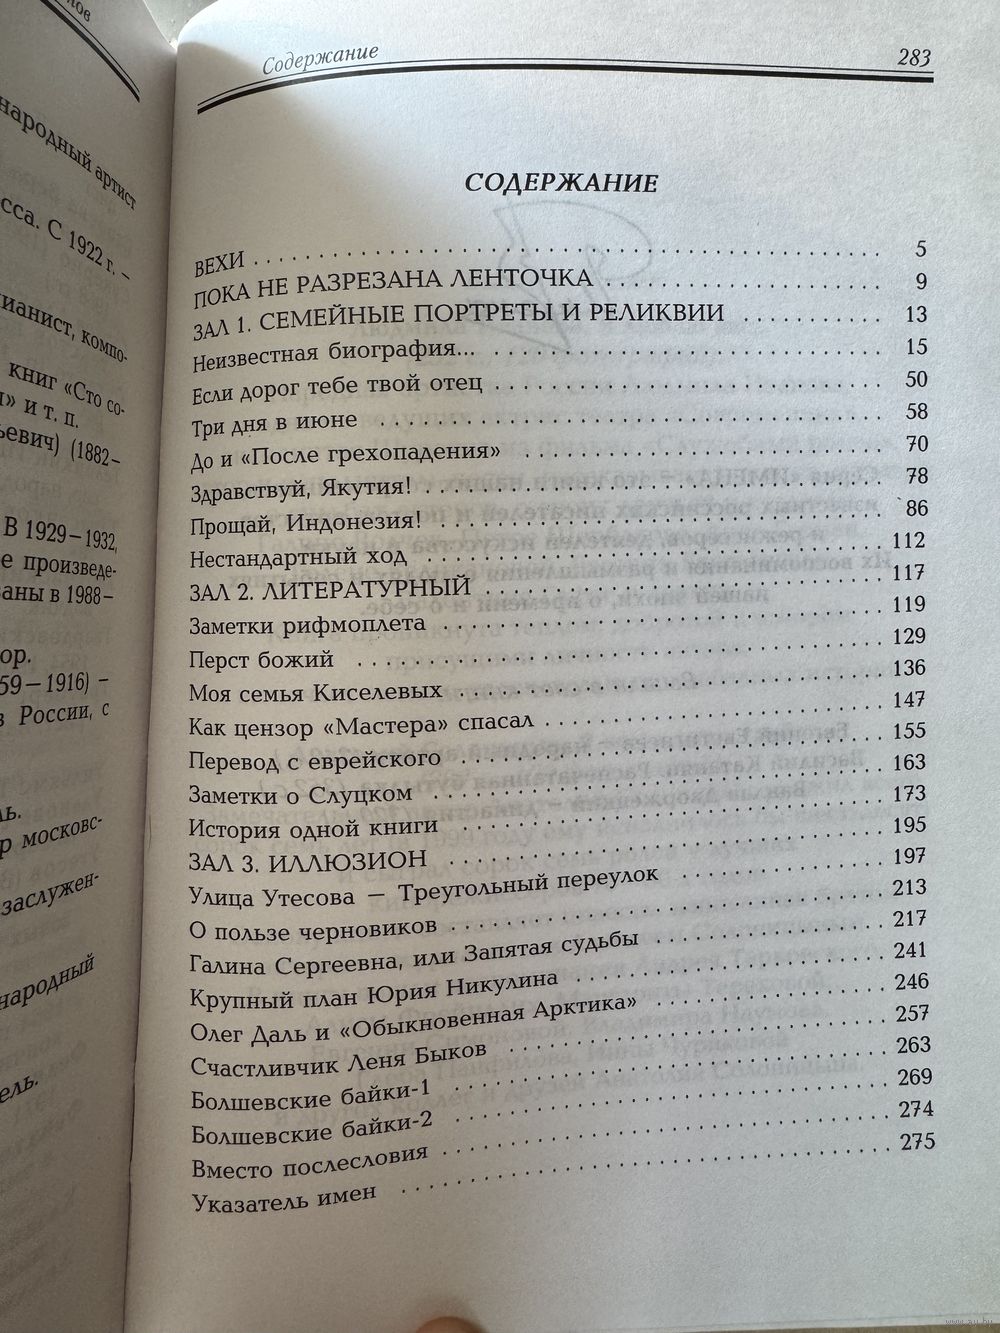 нов
народный артист
сса. С 1922 г. –
ианист, компо-
книг «Сто со-
» и т. п.
ьевич) (1882–
В 1929–1932,
е произведе-
аны в 1988–
ор.
59–1916) –
в России, с
ль.
р московс-
заслужен-
народный
ель.
Содержание 283
СОДЕРЖАНИЕ
ВЕХИ 5
ПОКА НЕ РАЗРЕЗАНА ЛЕНТОЧКА 9
ЗАЛ 1. СЕМЕЙНЫЕ ПОРТРЕТЫ И РЕЛИКВИИ 13
Неизвестная биография... 15
Если дорог тебе твой отец 50
Три дня в июне 58
До и «После грехопадения» 70
Здравствуй, Якутия! 78
Прощай, Индонезия! 86
Нестандартный ход 112
ЗАЛ 2. ЛИТЕРАТУРНЫЙ 117
Заметки рифмоплета 119
Перст божий 129
Моя семья Киселевых 136
Как цензор «Мастера» спасал 147
Перевод с еврейского 155
Заметки о Слуцком 163
История одной книги 173
ЗАЛ 3. ИЛЛЮЗИОН 195
Улица Утесова — Треугольный переулок 197
О пользе черновиков 213
Галина Сергеевна, или Запятая судьбы 217
Крупный план Юрия Никулина 241
Олег Даль и «Обыкновенная Арктика» 246
Счастливчик Леня Быков 257
Болшевские байки-1 263
Болшевские байки-2 269
Вместо послесловия 274
Указатель имен 275
www.au.by